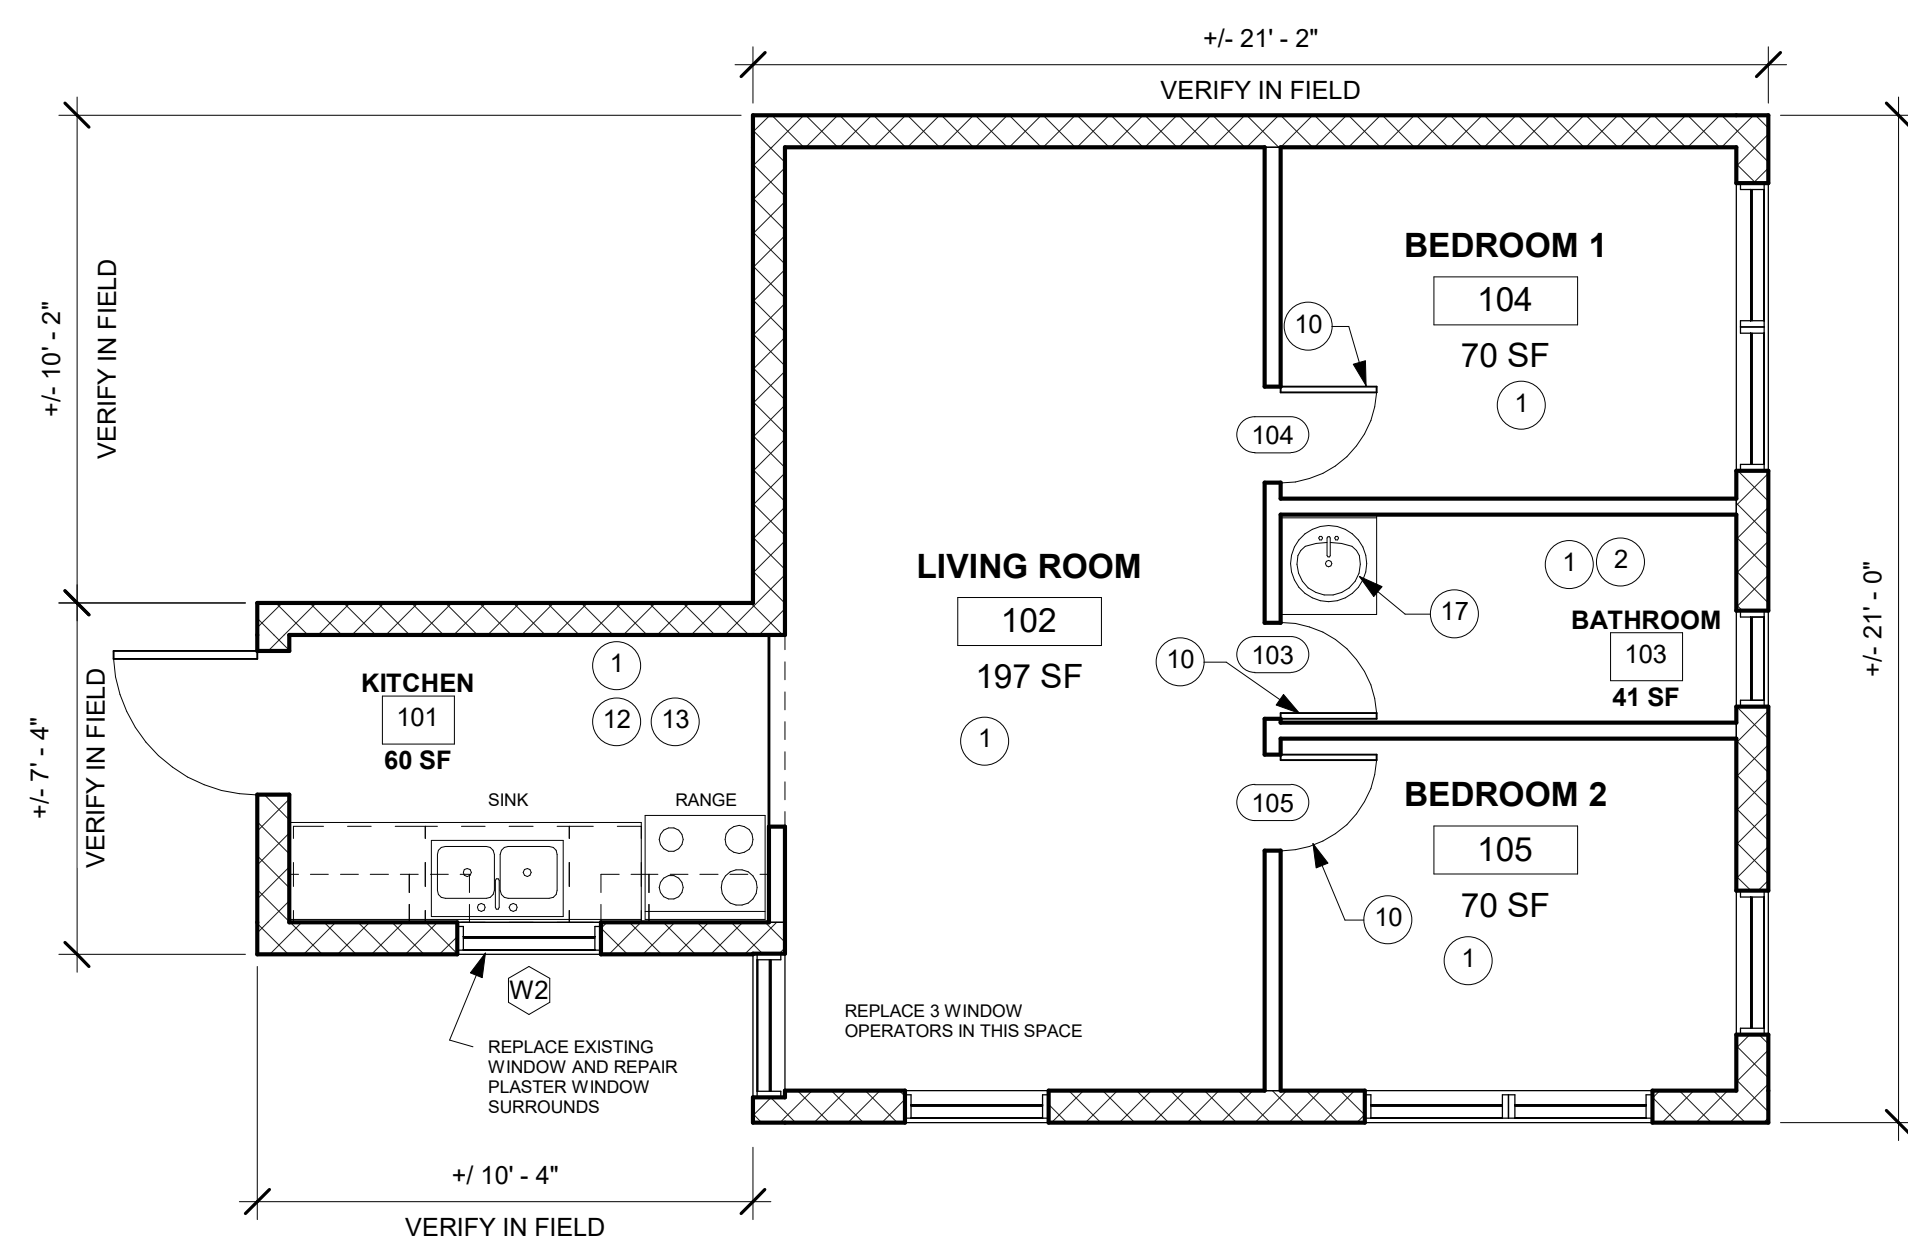 +/- 21' - 2"
VERIFY IN FIELD
+/- 10' - 2"
VERIFY IN FIELD
BEDROOM 1
104
70 SF
10
1
104
LIVING ROOM
102
197 SF
1
1
2
17
BATHROOM
103
41 SF
103
10
+/- 21' - 0"
+/- 7' - 4"
VERIFY IN FIELD
KITCHEN
101
60 SF
1
12
13
SINK
RANGE
105
BEDROOM 2
105
70 SF
10
1
W2
REPLACE EXISTING
WINDOW AND REPAIR
PLASTER WINDOW
SURROUNDS
REPLACE 3 WINDOW
OPERATORS IN THIS SPACE
+/ 10' - 4"
VERIFY IN FIELD